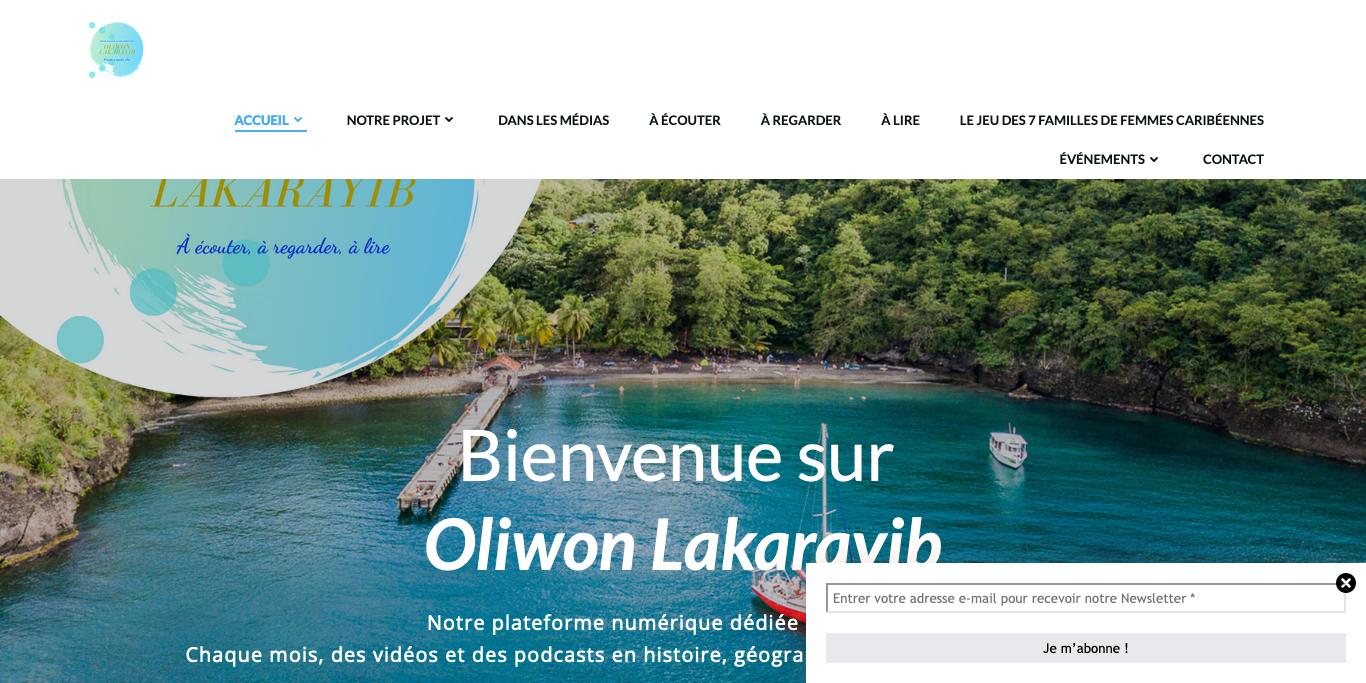 OLIWON
LAKARAYIB
ACCUEIL
NOTRE PROJET
DANS LES MÉDIAS
À ÉCOUTER
À REGARDER
À LIRE
LE JEU DES 7 FAMILLES DE FEMMES CARIBÉENNES
ÉVÉNEMENTS
CONTACT
LAKARAYIB
À écouter, à regarder, à lire
Bienvenue sur
Oliwon Lakarayib
Notre plateforme numérique dédiée
Chaque mois, des vidéos et des podcasts en histoire, géogra
Entrer votre adresse e-mail pour recevoir notre Newsletter *
Je m'abonne !